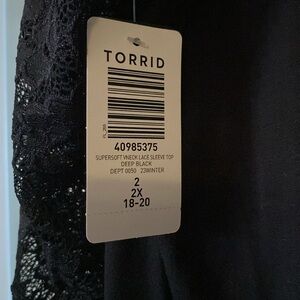 TORRID
40985375
SUPERSOFT VNECK LACE SLEEVE TOP
DEEP BLACK
DEPT 0050 23WINTER
2
2X
18-20